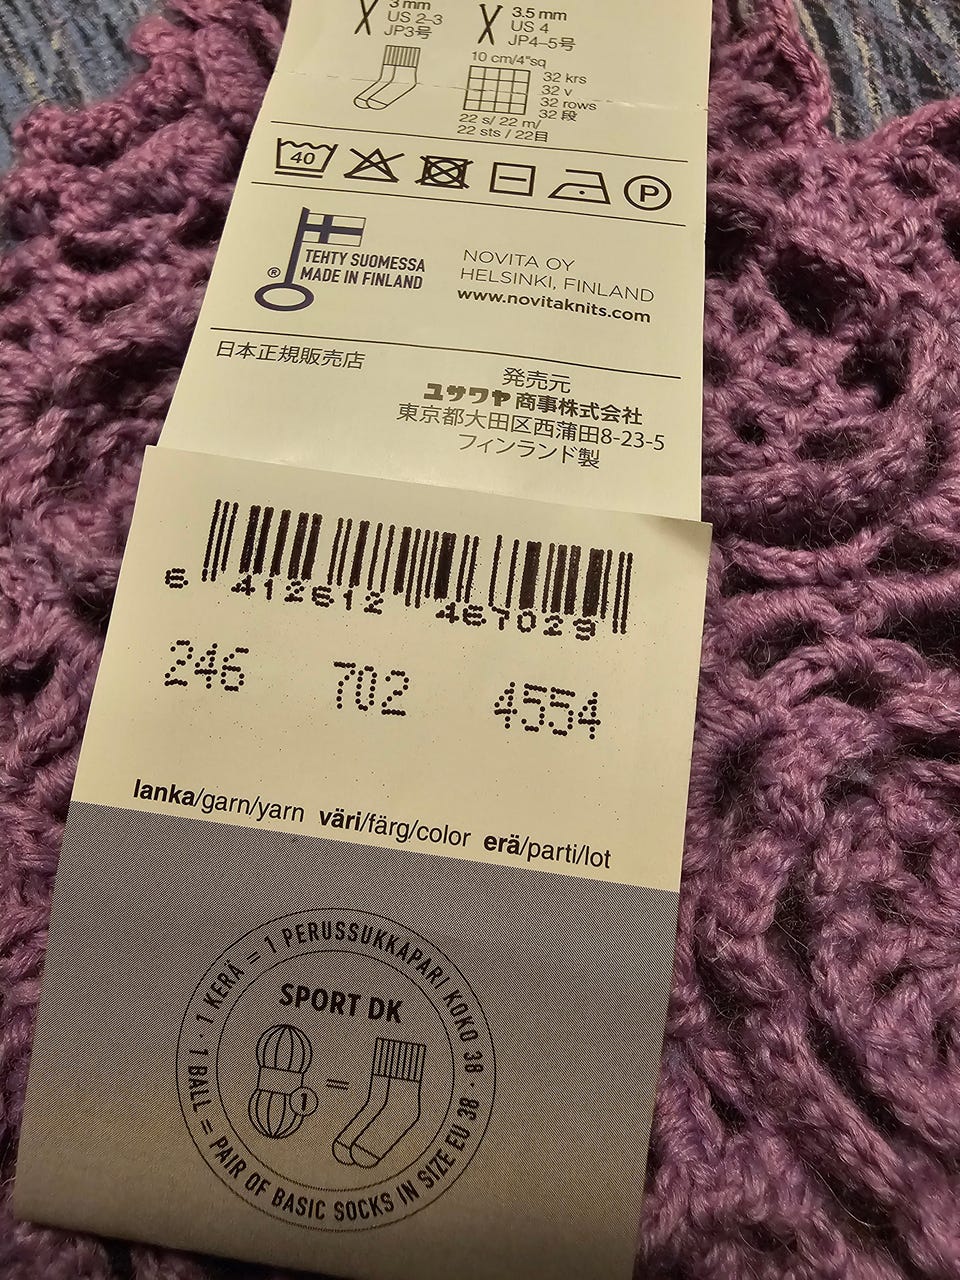 3 mm
US 2–3
JP3号
3.5 mm
US 4
JP4–5号
10 cm/4"sq
32 krs
32 v
32 rows
32 段
22 s/ 22 m/
22 sts / 22目
40
P
TEHTY SUOMESSA
MADE IN FINLAND
®
NOVITA OY
HELSINKI, FINLAND
www.novitaknits.com
日本正規販売店
発売元
ユサワヤ 商事株式会社
東京都大田区西蒲田8-23-5
フィンランド製
6 412612 467029
246 702 4554
lanka/garn/yarn väri/färg/color erä/parti/lot
1 KERÄ = 1 PERUSSUKKAPARI KOKO 38 ·
1 BALL = PAIR OF BASIC SOCKS IN SIZE EU 38 ·
SPORT DK
1 =